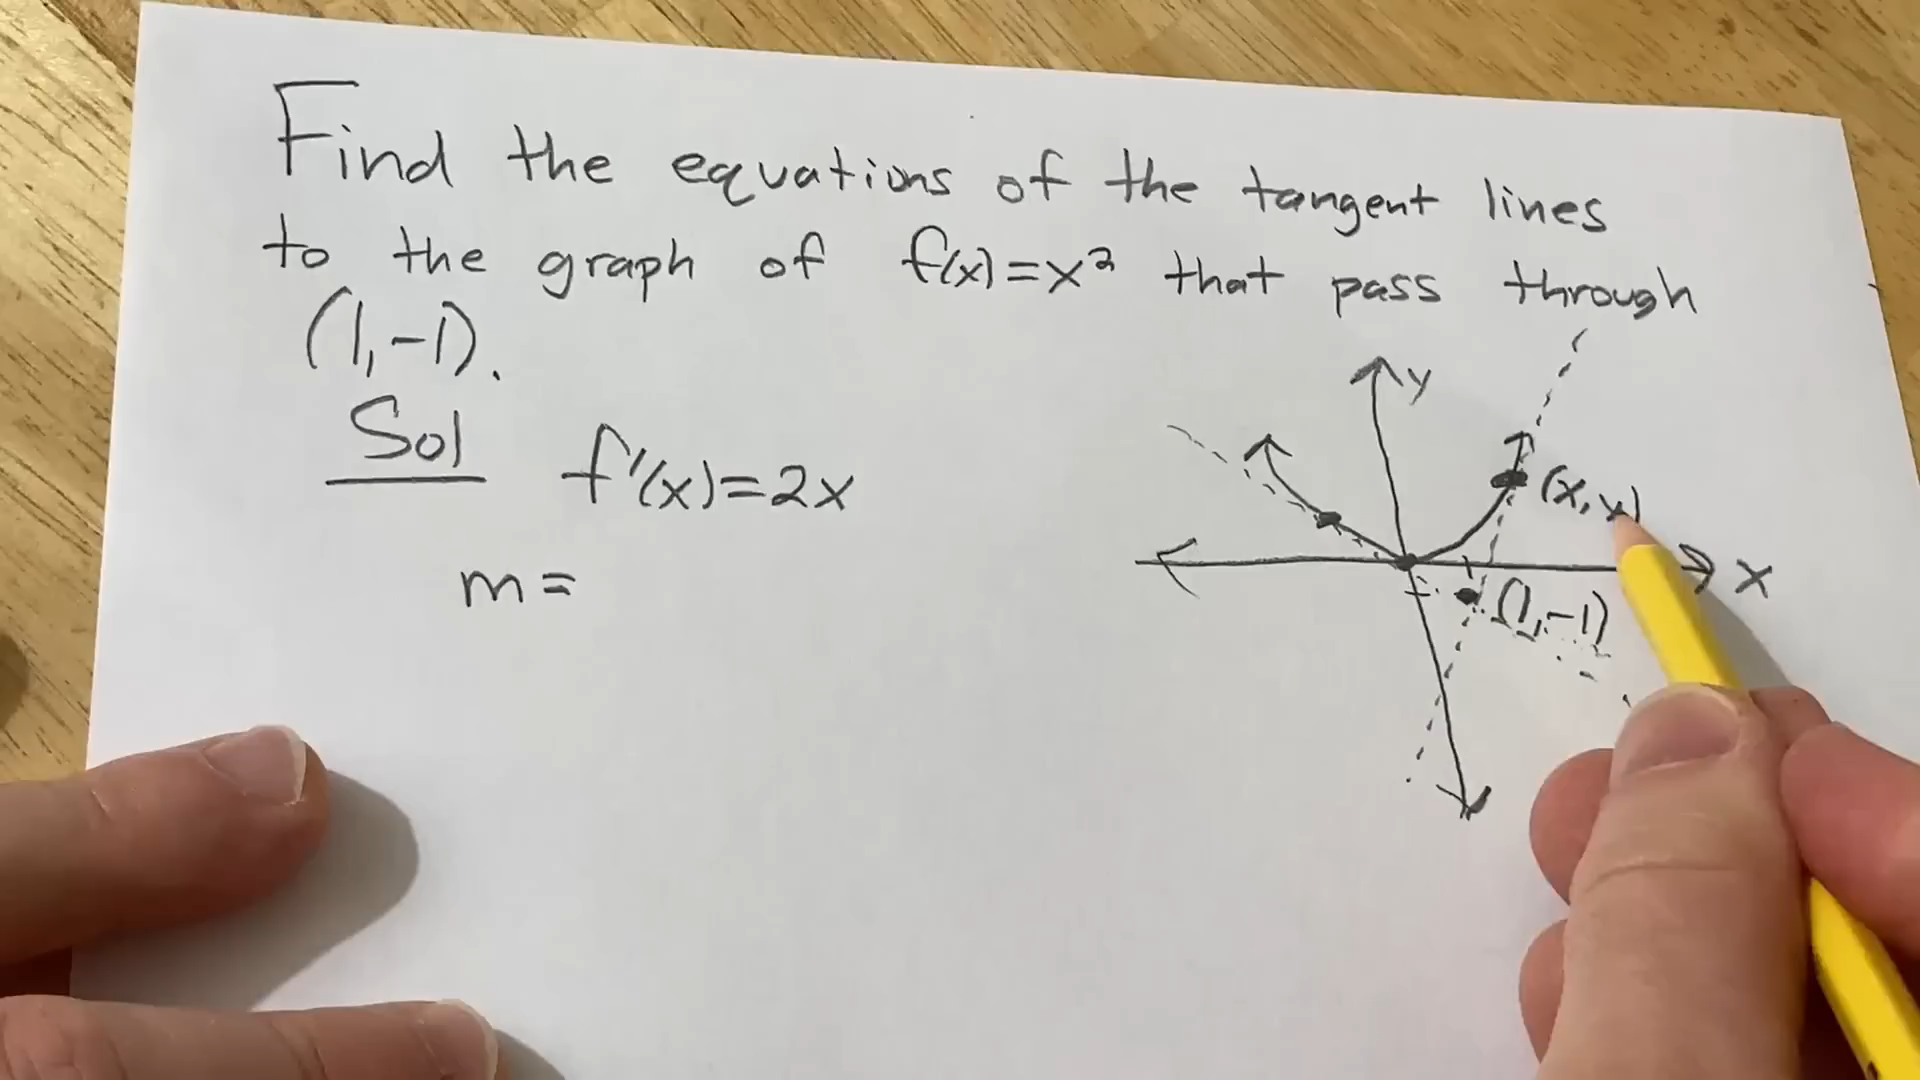 Find the equations of the tangent lines
to the graph of f(x)=x² that pass through
(1,-1).
Sol f'(x)=2x
m=
y
(x, y)
x
(1,-1)